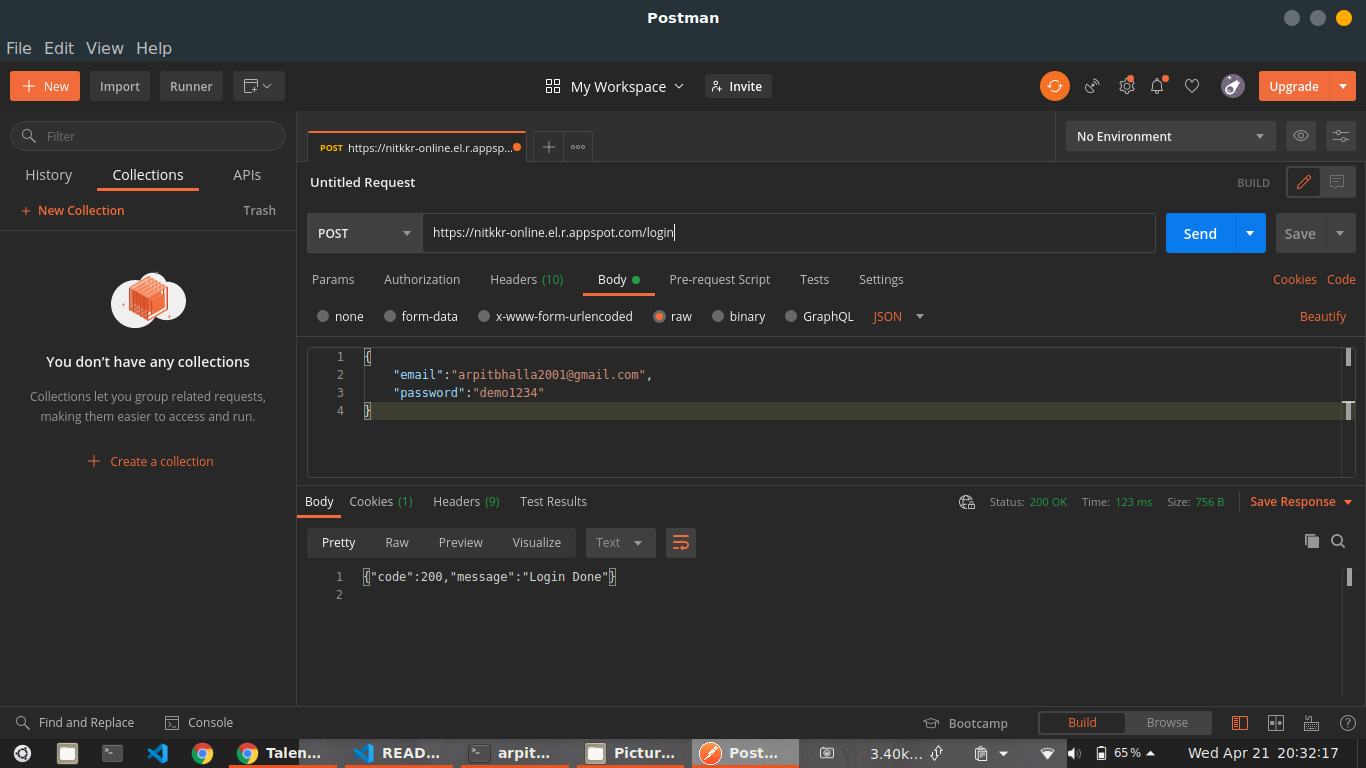 Postman
File Edit View Help
New Import Runner My Workspace Invite Upgrade
Filter
History Collections APIs
New Collection Trash
You don't have any collections
Collections let you group related requests,
making them easier to access and run.
Create a collection
POST https://nitkkr-online.el.r.appsp...
No Environment
Untitled Request BUILD
POST https://nitkkr-online.el.r.appspot.com/login Send Save
Params Authorization Headers (10) Body Pre-request Script Tests Settings Cookies Code
none form-data x-www-form-urlencoded raw binary GraphQL JSON Beautify
1 {
2 "email":"arpitbhalla2001@gmail.com",
3 "password":"demo1234"
4 }
Body Cookies (1) Headers (9) Test Results Status: 200 OK Time: 123 ms Size: 756 B Save Response
Pretty Raw Preview Visualize Text
1 {"code":200,"message":"Login Done"}
2
Find and Replace Console Bootcamp Build Browse
Talen... READ... arpit... Pictur... Post... 3.40k... 65% Wed Apr 21 20:32:17